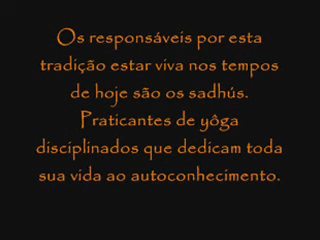 Os responsáveis por esta
tradição estar viva nos tempos
de hoje são os sadhús.
Praticantes de yôga
disciplinados que dedicam toda
sua vida ao autoconhecimento.